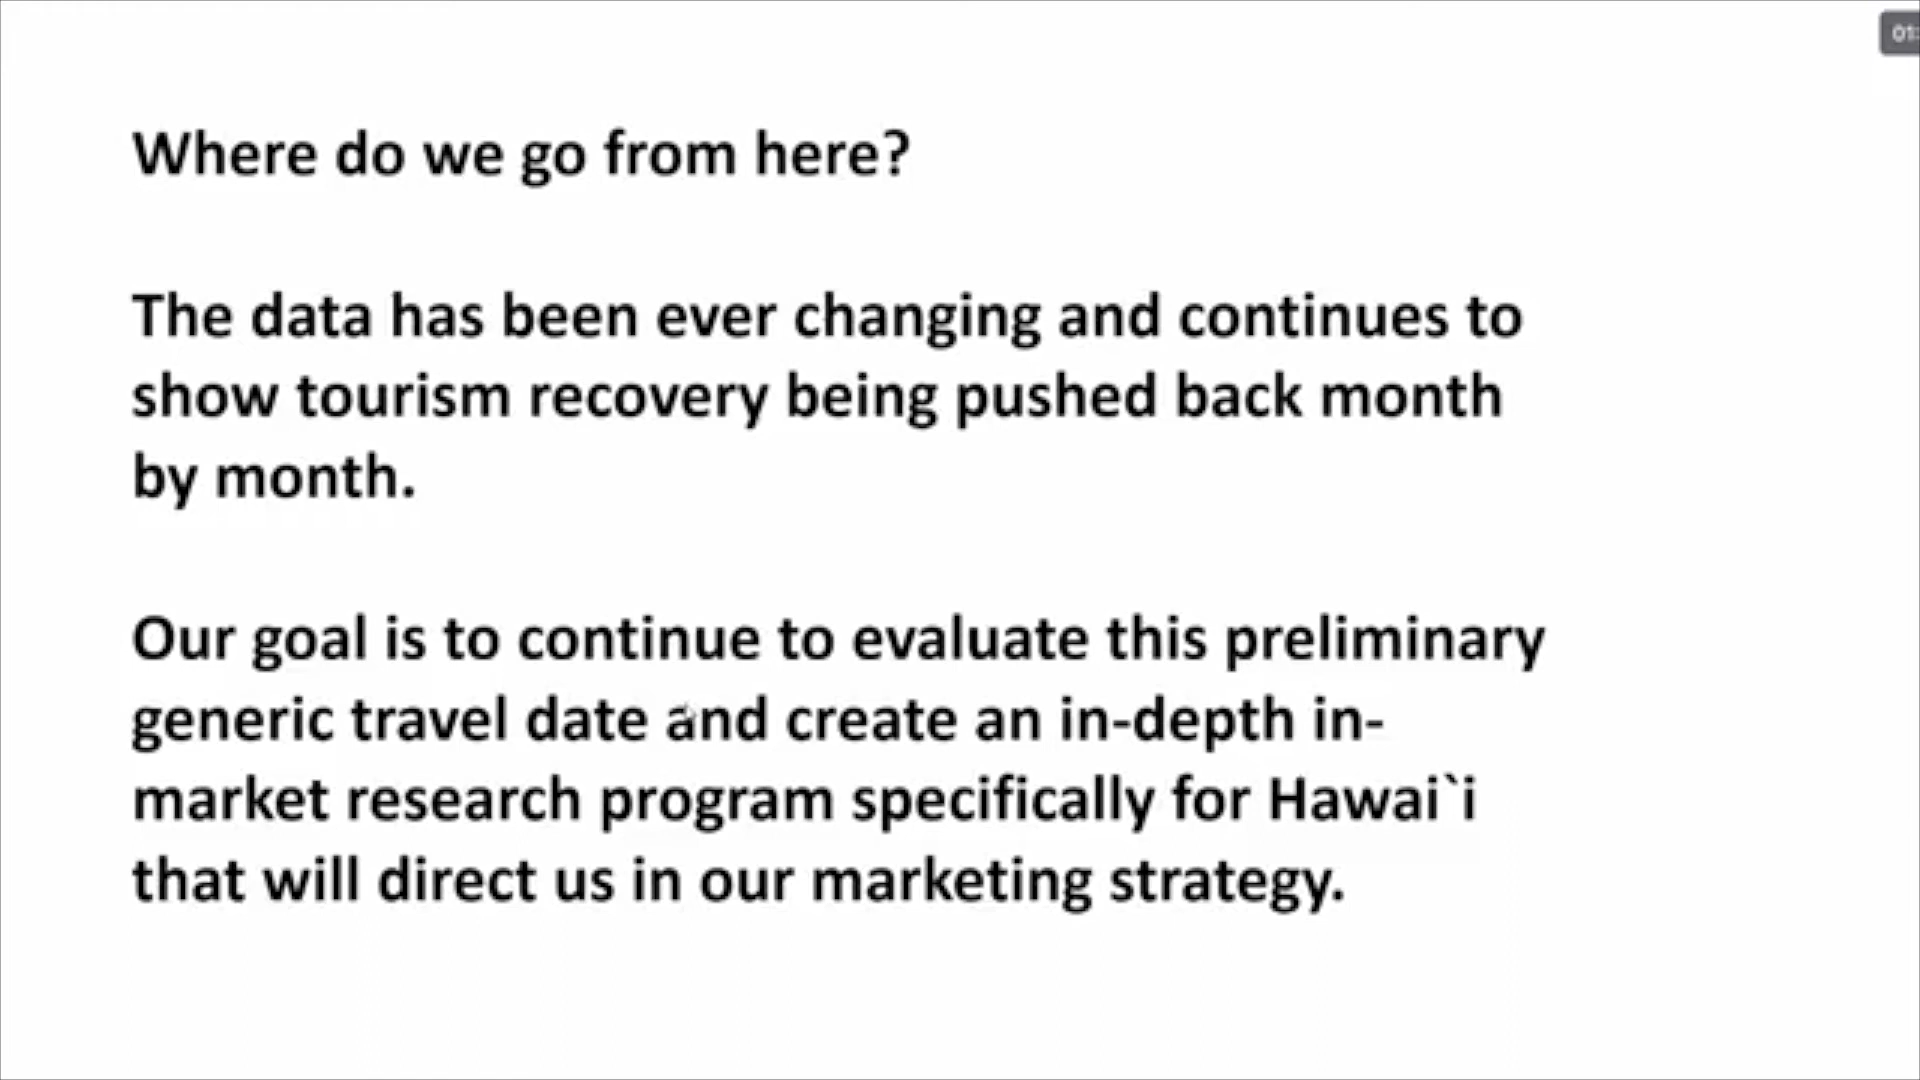 01:
Where do we go from here?
The data has been ever changing and continues to
show tourism recovery being pushed back month
by month.
Our goal is to continue to evaluate this preliminary
generic travel date and create an in-depth in-
market research program specifically for Hawai`i
that will direct us in our marketing strategy.